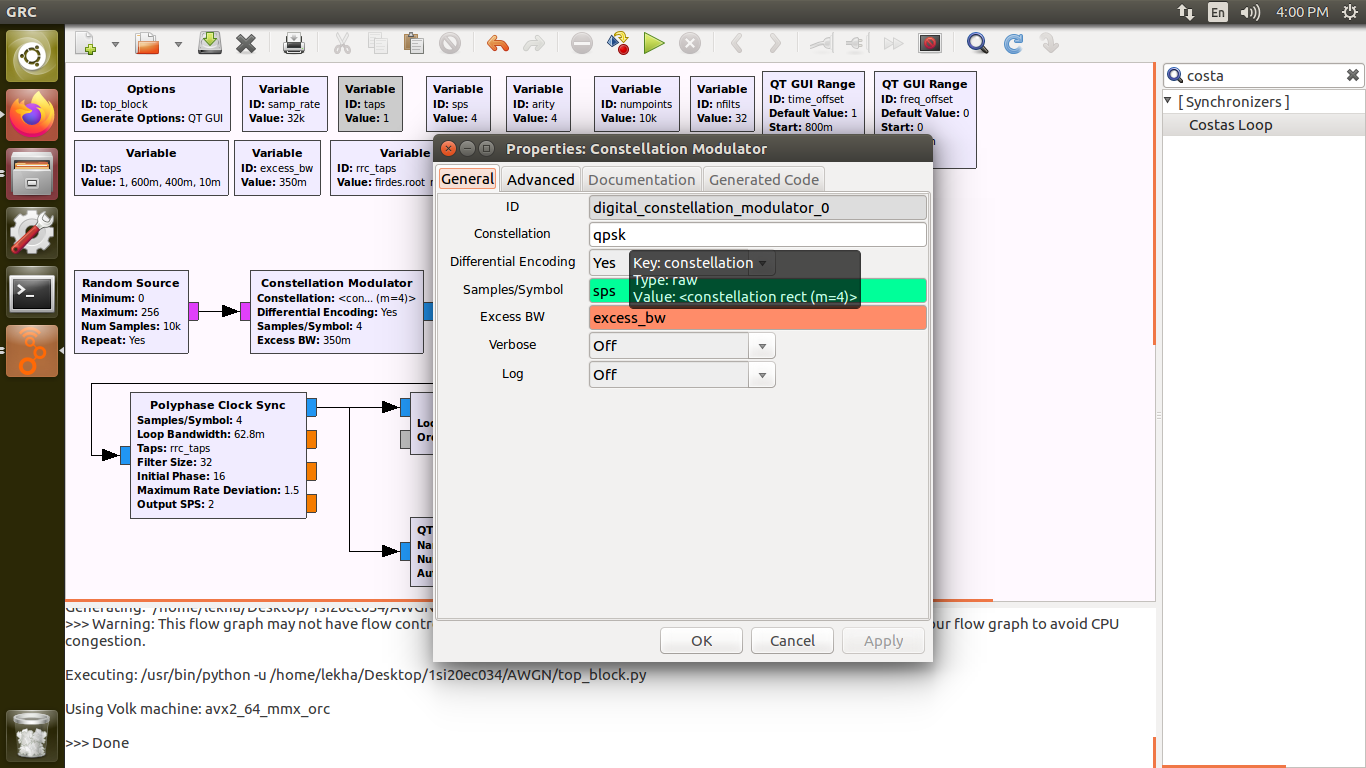 GRC
En
4:00 PM
Options
ID: top_block
Generate Options: QT GUI
Variable
ID: samp_rate
Value: 32k
Variable
ID: taps
Value: 1
Variable
ID: sps
Value: 4
Variable
ID: arity
Value: 4
Variable
ID: numpoints
Value: 10k
Variable
ID: nfilts
Value: 32
QT GUI Range
ID: time_offset
Default Value: 1
Start: 800m
QT GUI Range
ID: freq_offset
Default Value: 0
Start: 0
costa
[ Synchronizers ]
Costas Loop
Variable
ID: taps
Value: 1, 600m, 400m, 10m
Variable
ID: excess_bw
Value: 350m
Variable
ID: rrc_taps
Value: firdes.root_r
Random Source
Minimum: 0
Maximum: 256
Num Samples: 10k
Repeat: Yes
Constellation Modulator
Constellation: <con... (m=4)>
Differential Encoding: Yes
Samples/Symbol: 4
Excess BW: 350m
Polyphase Clock Sync
Samples/Symbol: 4
Loop Bandwidth: 62.8m
Taps: rrc_taps
Filter Size: 32
Initial Phase: 16
Maximum Rate Deviation: 1.5
Output SPS: 2
Loo
Ord
QT
Na
Nu
Au
Properties: Constellation Modulator
General
Advanced
Documentation
Generated Code
ID
digital_constellation_modulator_0
Constellation
qpsk
Differential Encoding
Yes
Key: constellation
Type: raw
Value: <constellation rect (m=4)>
Samples/Symbol
sps
Excess BW
excess_bw
Verbose
Off
Log
Off
OK
Cancel
Apply
Generating: '/home/lekha/Desktop/1si20ec034/AWGN
>>> Warning: This flow graph may not have flow contr
our flow graph to avoid CPU
congestion.
Executing: /usr/bin/python -u /home/lekha/Desktop/1si20ec034/AWGN/top_block.py
Using Volk machine: avx2_64_mmx_orc
>>> Done